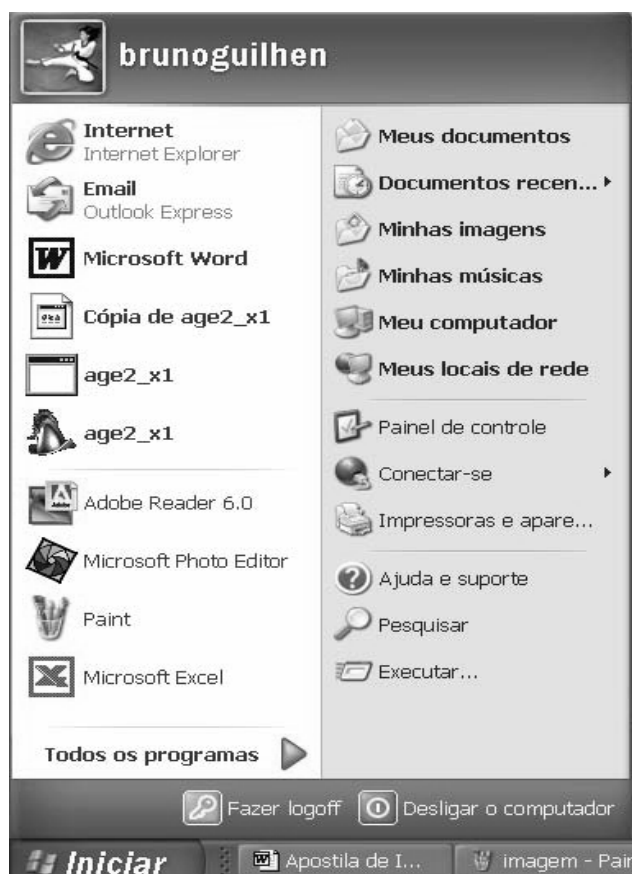 brunoguilhen
Internet
Internet Explorer
Email
Outlook Express
Microsoft Word
Cópia de age2_x1
age2_x1
age2_x1
Adobe Reader 6.0
Microsoft Photo Editor
Paint
Microsoft Excel
Todos os programas
Meus documentos
Documentos recen...
Minhas imagens
Minhas músicas
Meu computador
Meus locais de rede
Painel de controle
Conectar-se
Impressoras e apare...
Ajuda e suporte
Pesquisar
Executar...
Fazer logoff
Desligar o computador
Iniciar
Apostila de I...
imagem - Pain